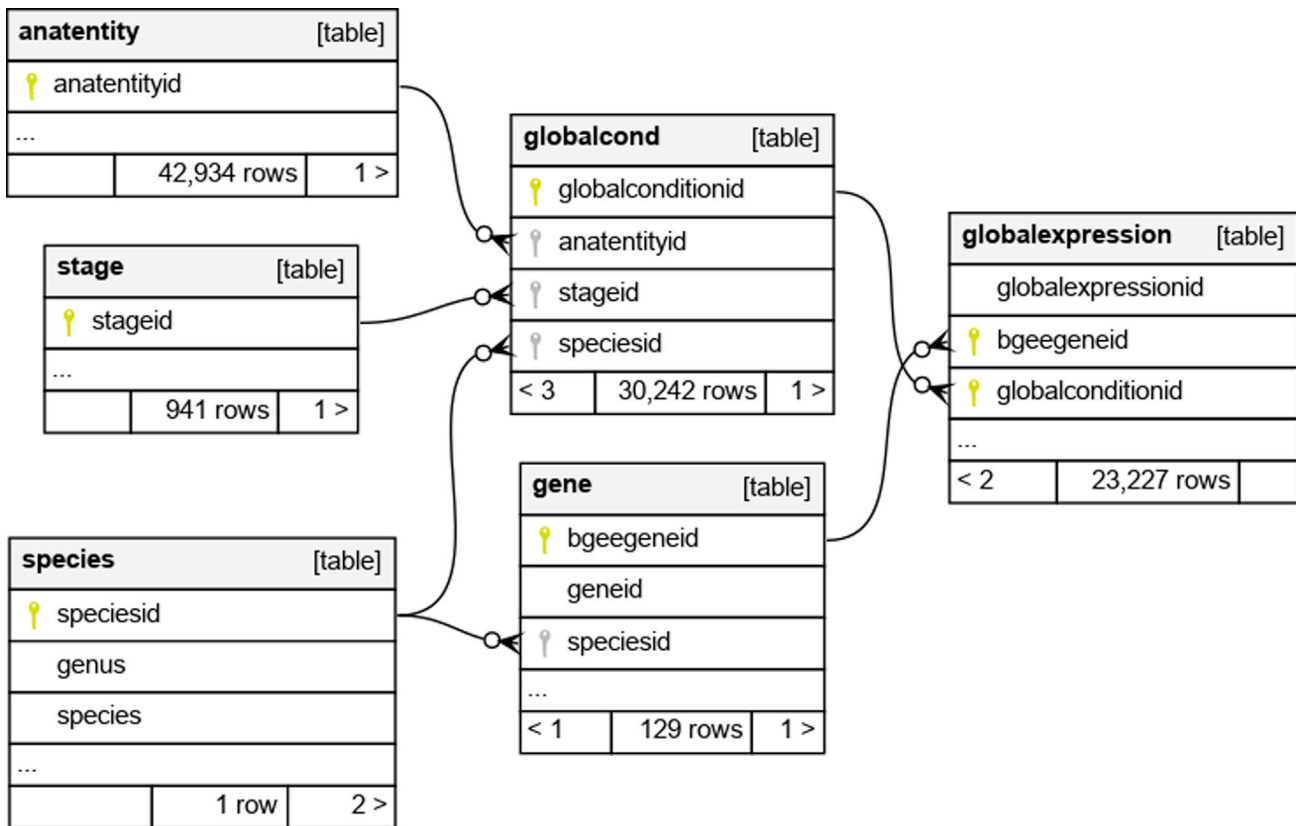 anatentity [table]
anatentityid
...
42,934 rows 1 >
stage [table]
stageid
...
941 rows 1 >
species [table]
speciesid
genus
species
...
1 row 2 >
globalcond [table]
globalconditionid
anatentityid
stageid
speciesid
< 3 30,242 rows 1 >
gene [table]
bgeegeneid
geneid
speciesid
...
< 1 129 rows 1 >
globalexpression [table]
globalexpressionid
bgeegeneid
globalconditionid
...
< 2 23,227 rows